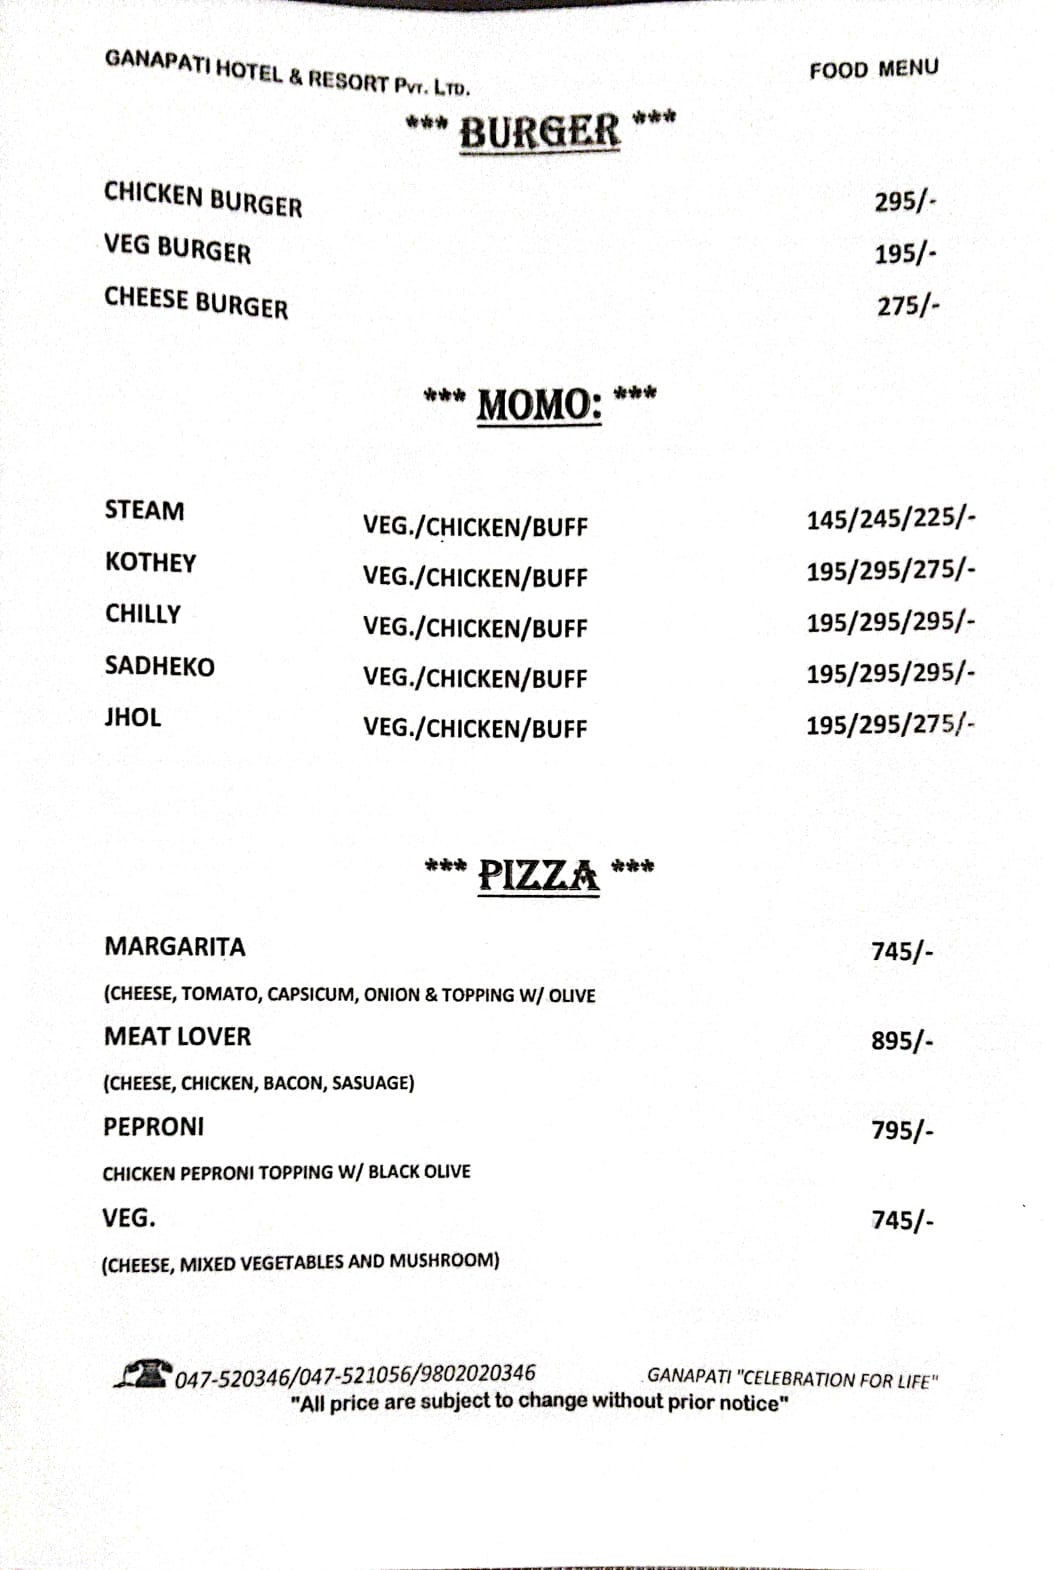 GANAPATI HOTEL & RESORT Pvt. Ltd. FOOD MENU
*** BURGER ***
CHICKEN BURGER 295/-
VEG BURGER 195/-
CHEESE BURGER 275/-
*** MOMO: ***
STEAM VEG./CHICKEN/BUFF 145/245/225/-
KOTHEY VEG./CHICKEN/BUFF 195/295/275/-
CHILLY VEG./CHICKEN/BUFF 195/295/295/-
SADHEKO VEG./CHICKEN/BUFF 195/295/295/-
JHOL VEG./CHICKEN/BUFF 195/295/275/-
*** PIZZA ***
MARGARITA 745/-
(CHEESE, TOMATO, CAPSICUM, ONION & TOPPING W/ OLIVE
MEAT LOVER 895/-
(CHEESE, CHICKEN, BACON, SASUAGE)
PEPRONI 795/-
CHICKEN PEPRONI TOPPING W/ BLACK OLIVE
VEG. 745/-
(CHEESE, MIXED VEGETABLES AND MUSHROOM)
047-520346/047-521056/9802020346 GANAPATI "CELEBRATION FOR LIFE"
"All price are subject to change without prior notice"